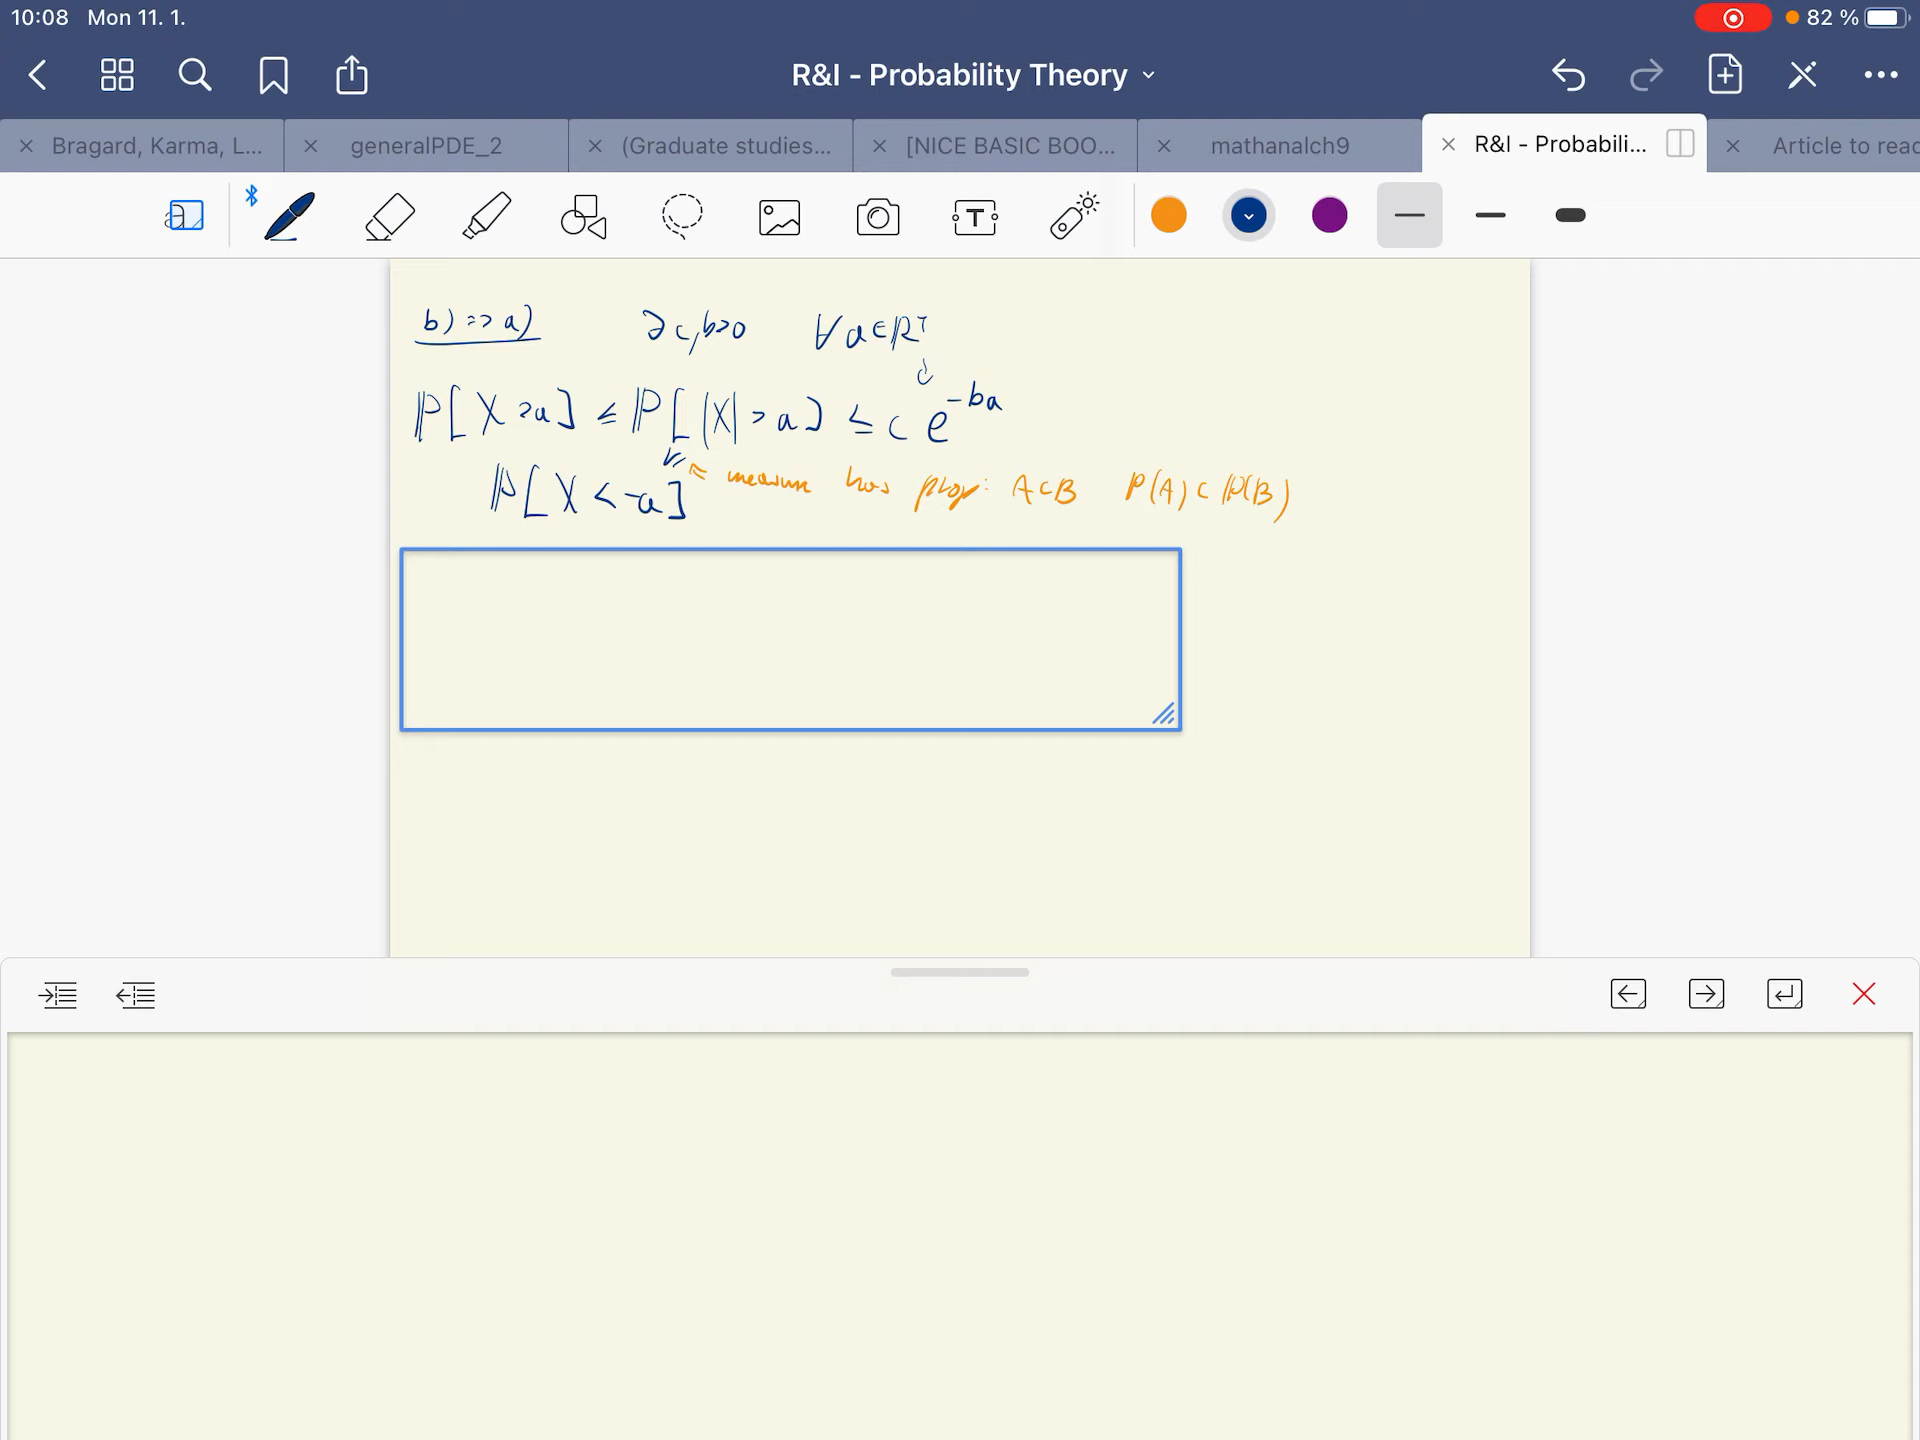 10:08 Mon 11. 1. 82 %
R&I - Probability Theory
Bragard, Karma, L... generalPDE_2 (Graduate studies... [NICE BASIC BOO... mathanalch9 R&I - Probabili... Article to reac
b) => a) ∃ c,b>0 ∀a∈ℝ⁺
ℙ[X>a] ≤ ℙ[|X|>a] ≤ c e^{-ba}
ℙ[X<-a] measure has prop: A⊂B P(A)⊂ℙ(B)